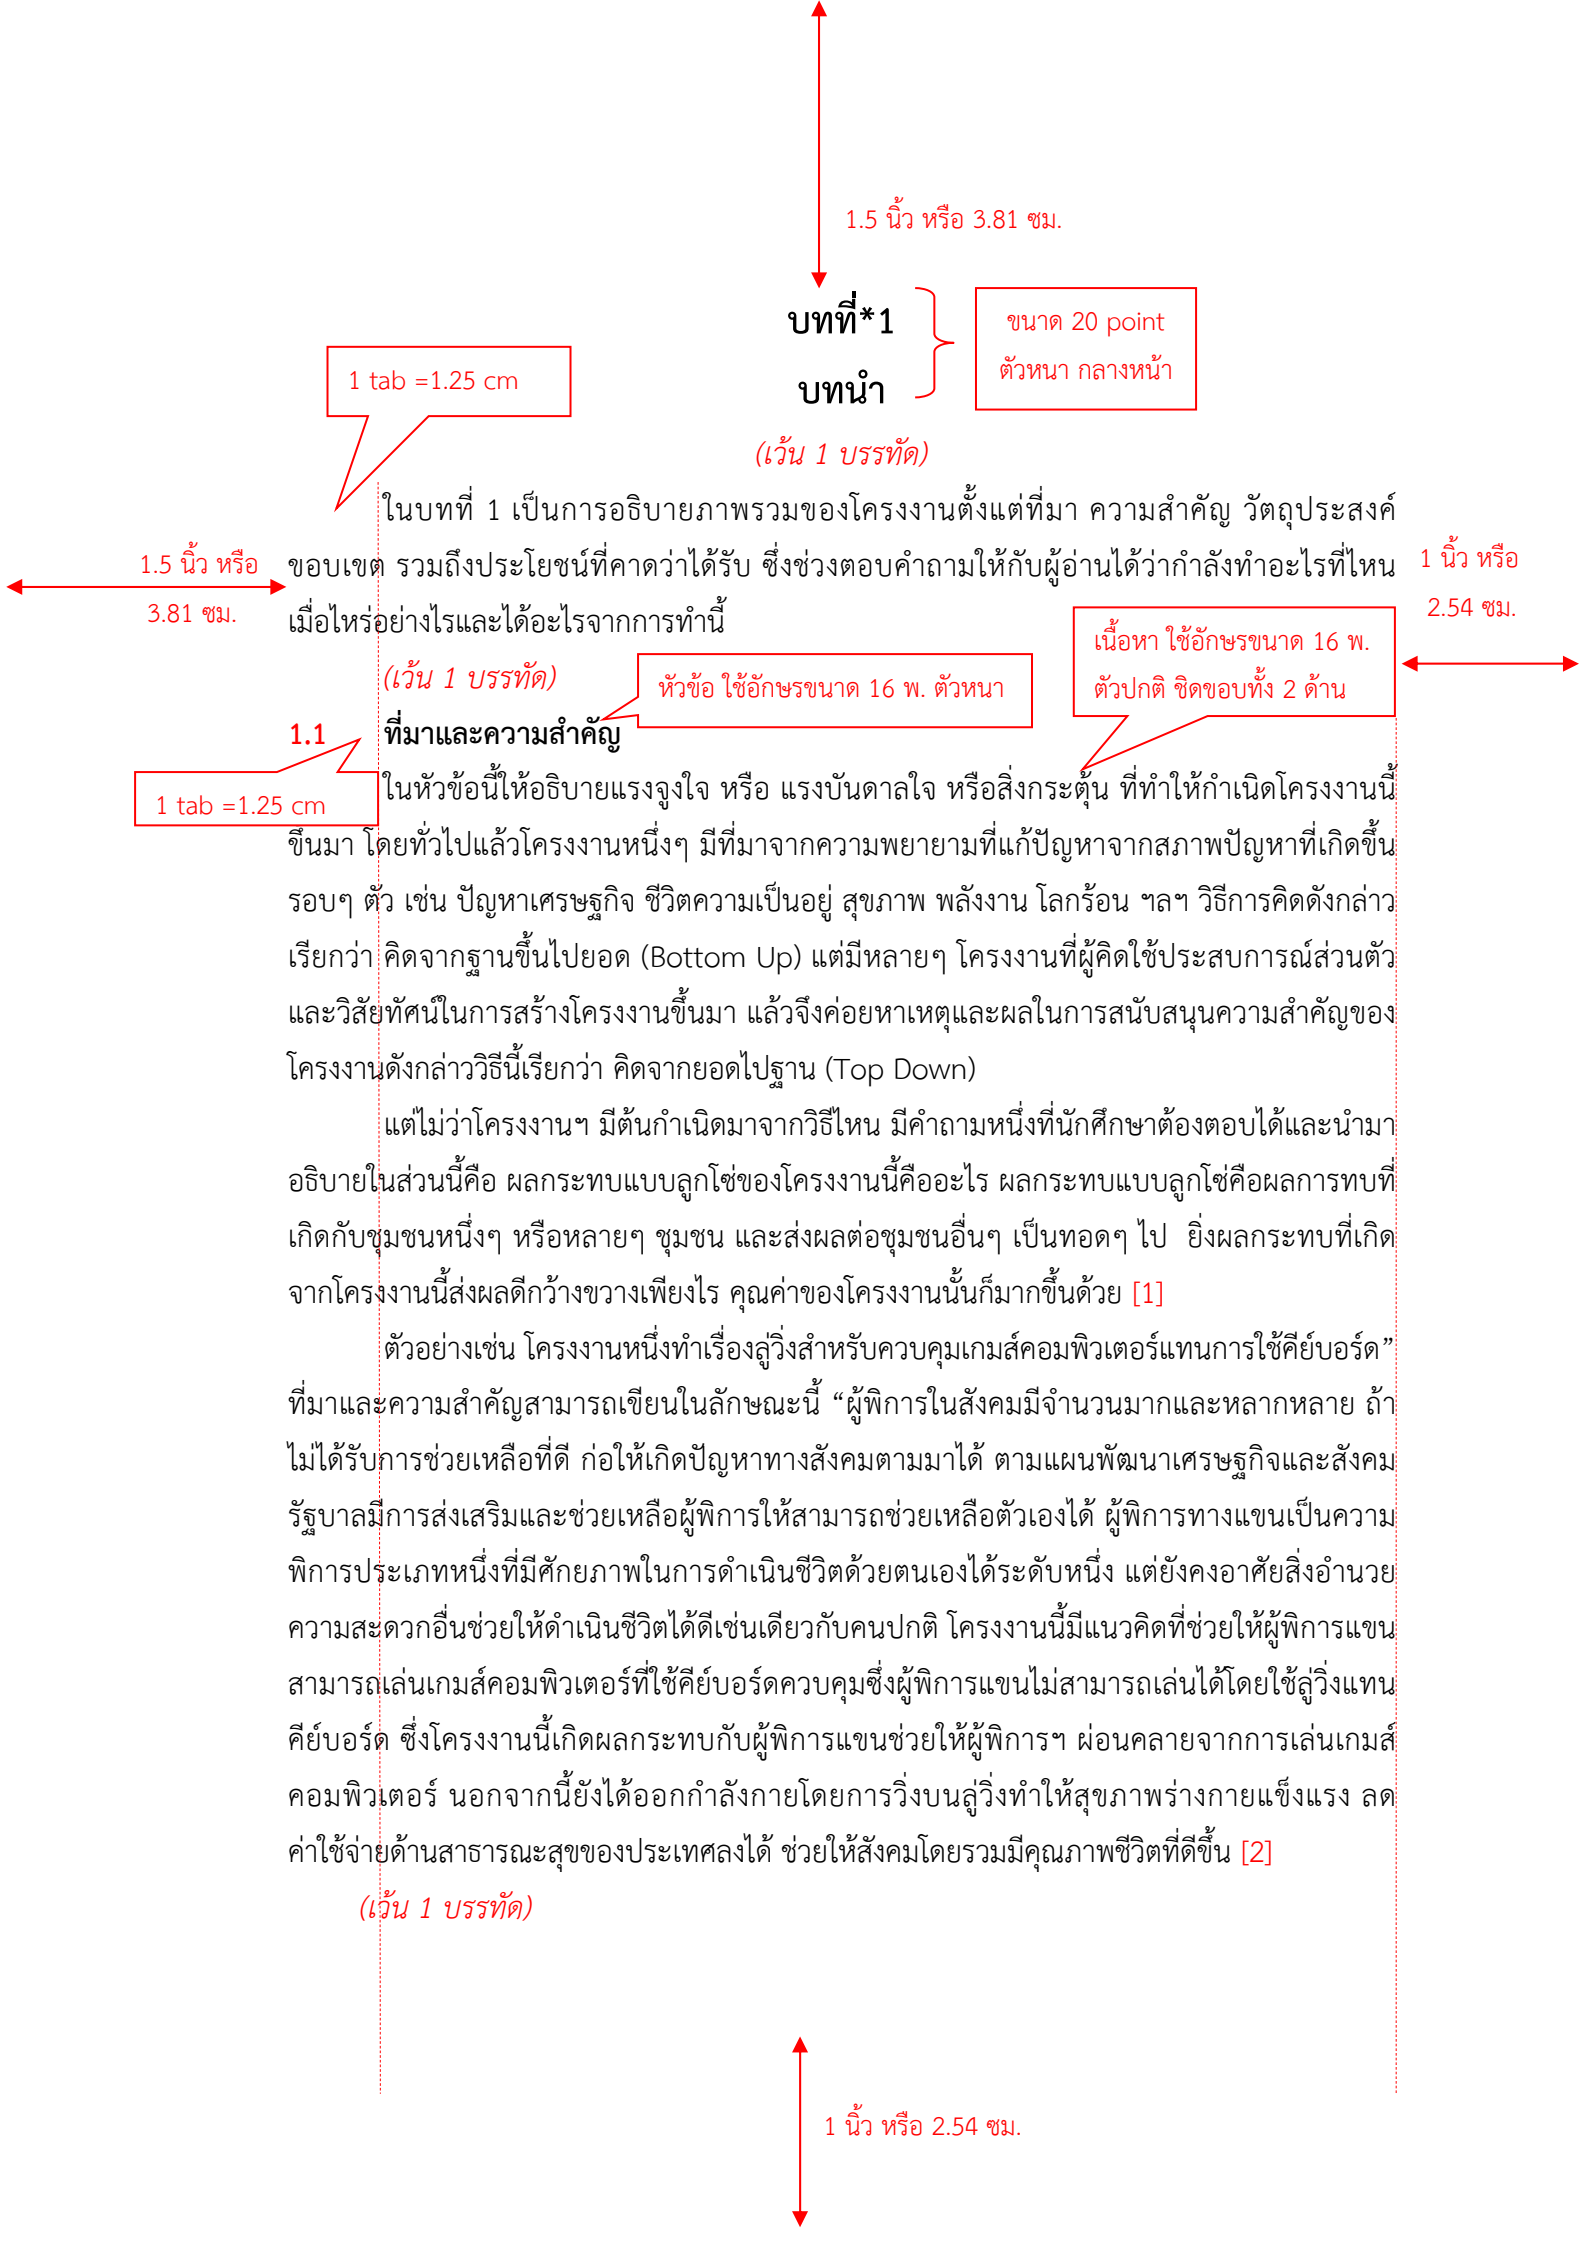 1.5 นิ้ว หรือ 3.81 ซม.
บทที่*1
บทนำ
ขนาด 20 point
ตัวหนา กลางหน้า
1 tab =1.25 cm
(เว้น 1 บรรทัด)
ในบทที่ 1 เป็นการอธิบายภาพรวมของโครงงานตั้งแต่ที่มา ความสำคัญ วัตถุประสงค์
ขอบเขต รวมถึงประโยชน์ที่คาดว่าได้รับ ซึ่งช่วงตอบคำถามให้กับผู้อ่านได้ว่ากำลังทำอะไรที่ไหน
เมื่อไหร่อย่างไรและได้อะไรจากการทำนี้
1.5 นิ้ว หรือ
3.81 ซม.
1 นิ้ว หรือ
2.54 ซม.
(เว้น 1 บรรทัด)
หัวข้อ ใช้อักษรขนาด 16 พ. ตัวหนา
เนื้อหา ใช้อักษรขนาด 16 พ.
ตัวปกติ ชิดขอบทั้ง 2 ด้าน
1.1 ที่มาและความสำคัญ
1 tab =1.25 cm
ในหัวข้อนี้ให้อธิบายแรงจูงใจ หรือ แรงบันดาลใจ หรือสิ่งกระตุ้น ที่ทำให้กำเนิดโครงงานนี้
ขึ้นมา โดยทั่วไปแล้วโครงงานหนึ่งๆ มีที่มาจากความพยายามที่แก้ปัญหาจากสภาพปัญหาที่เกิดขึ้น
รอบๆ ตัว เช่น ปัญหาเศรษฐกิจ ชีวิตความเป็นอยู่ สุขภาพ พลังงาน โลกร้อน ฯลฯ วิธีการคิดดังกล่าว
เรียกว่า คิดจากฐานขึ้นไปยอด (Bottom Up) แต่มีหลายๆ โครงงานที่ผู้คิดใช้ประสบการณ์ส่วนตัว
และวิสัยทัศน์ในการสร้างโครงงานขึ้นมา แล้วจึงค่อยหาเหตุและผลในการสนับสนุนความสำคัญของ
โครงงานดังกล่าววิธีนี้เรียกว่า คิดจากยอดไปฐาน (Top Down)
แต่ไม่ว่าโครงงานฯ มีต้นกำเนิดมาจากวิธีไหน มีคำถามหนึ่งที่นักศึกษาต้องตอบได้และนำมา
อธิบายในส่วนนี้คือ ผลกระทบแบบลูกโซ่ของโครงงานนี้คืออะไร ผลกระทบแบบลูกโซ่คือผลการทบที่
เกิดกับชุมชนหนึ่งๆ หรือหลายๆ ชุมชน และส่งผลต่อชุมชนอื่นๆ เป็นทอดๆ ไป ยิ่งผลกระทบที่เกิด
จากโครงงานนี้ส่งผลดีกว้างขวางเพียงไร คุณค่าของโครงงานนั้นก็มากขึ้นด้วย [1]
ตัวอย่างเช่น โครงงานหนึ่งทำเรื่องลู่วิ่งสำหรับควบคุมเกมส์คอมพิวเตอร์แทนการใช้คีย์บอร์ด”
ที่มาและความสำคัญสามารถเขียนในลักษณะนี้ “ผู้พิการในสังคมมีจำนวนมากและหลากหลาย ถ้า
ไม่ได้รับการช่วยเหลือที่ดี ก่อให้เกิดปัญหาทางสังคมตามมาได้ ตามแผนพัฒนาเศรษฐกิจและสังคม
รัฐบาลมีการส่งเสริมและช่วยเหลือผู้พิการให้สามารถช่วยเหลือตัวเองได้ ผู้พิการทางแขนเป็นความ
พิการประเภทหนึ่งที่มีศักยภาพในการดำเนินชีวิตด้วยตนเองได้ระดับหนึ่ง แต่ยังคงอาศัยสิ่งอำนวย
ความสะดวกอื่นช่วยให้ดำเนินชีวิตได้ดีเช่นเดียวกับคนปกติ โครงงานนี้มีแนวคิดที่ช่วยให้ผู้พิการแขน
สามารถเล่นเกมส์คอมพิวเตอร์ที่ใช้คีย์บอร์ดควบคุมซึ่งผู้พิการแขนไม่สามารถเล่นได้โดยใช้ลู่วิ่งแทน
คีย์บอร์ด ซึ่งโครงงานนี้เกิดผลกระทบกับผู้พิการแขนช่วยให้ผู้พิการฯ ผ่อนคลายจากการเล่นเกมส์
คอมพิวเตอร์ นอกจากนี้ยังได้ออกกำลังกายโดยการวิ่งบนลู่วิ่งทำให้สุขภาพร่างกายแข็งแรง ลด
ค่าใช้จ่ายด้านสาธารณะสุขของประเทศลงได้ ช่วยให้สังคมโดยรวมมีคุณภาพชีวิตที่ดีขึ้น [2]
(เว้น 1 บรรทัด)
1 นิ้ว หรือ 2.54 ซม.